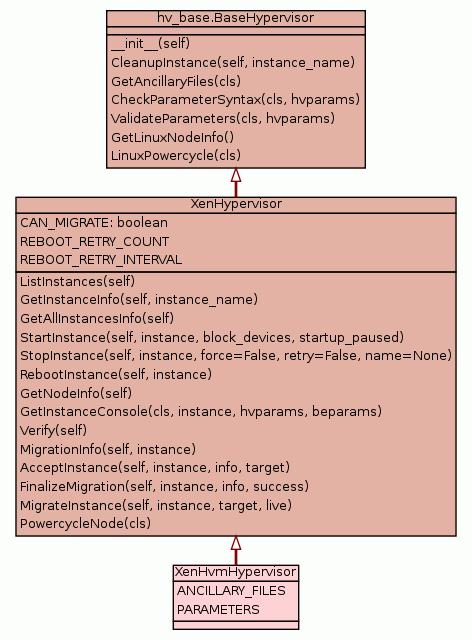 hv_base.BaseHypervisor
__init__(self)
CleanupInstance(self, instance_name)
GetAncillaryFiles(cls)
CheckParameterSyntax(cls, hvparams)
ValidateParameters(cls, hvparams)
GetLinuxNodeInfo()
LinuxPowercycle(cls)
XenHypervisor
CAN_MIGRATE: boolean
REBOOT_RETRY_COUNT
REBOOT_RETRY_INTERVAL
ListInstances(self)
GetInstanceInfo(self, instance_name)
GetAllInstancesInfo(self)
StartInstance(self, instance, block_devices, startup_paused)
StopInstance(self, instance, force=False, retry=False, name=None)
RebootInstance(self, instance)
GetNodeInfo(self)
GetInstanceConsole(cls, instance, hvparams, beparams)
Verify(self)
MigrationInfo(self, instance)
AcceptInstance(self, instance, info, target)
FinalizeMigration(self, instance, info, success)
MigrateInstance(self, instance, target, live)
PowercycleNode(cls)
XenHvmHypervisor
ANCILLARY_FILES
PARAMETERS